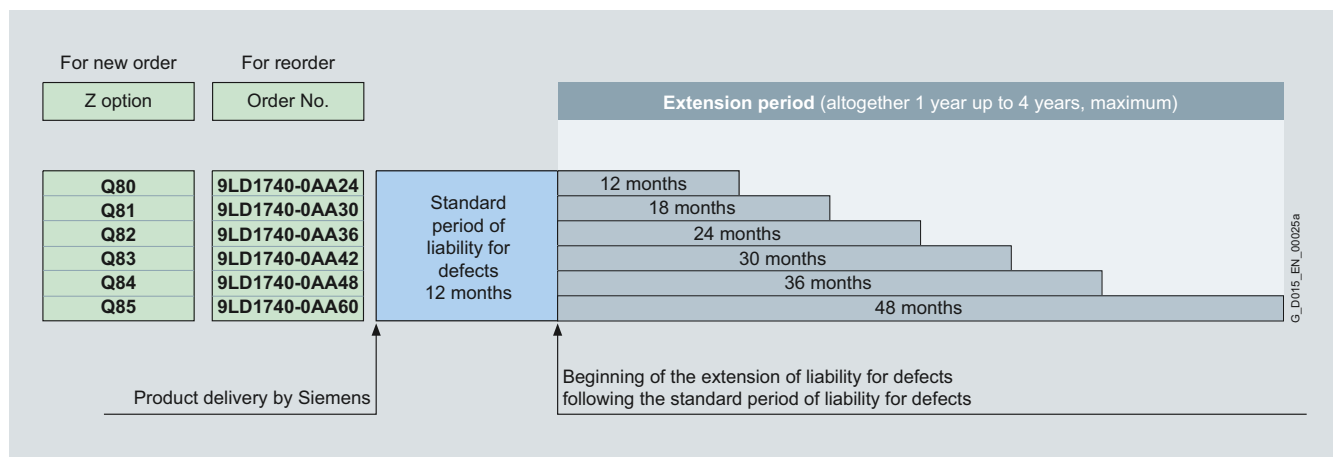 For new order
For reorder
Z option
Order No.
Extension period (altogether 1 year up to 4 years, maximum)
Q80
9LD1740-0AA24
Q81
9LD1740-0AA30
Q82
9LD1740-0AA36
Q83
9LD1740-0AA42
Q84
9LD1740-0AA48
Q85
9LD1740-0AA60
Standard
period of
liability for
defects
12 months
12 months
18 months
24 months
30 months
36 months
48 months
G_D015_EN_00025a
Product delivery by Siemens
Beginning of the extension of liability for defects
following the standard period of liability for defects